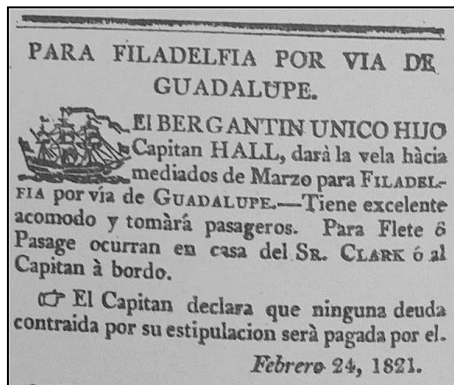 PARA FILADELFIA POR VIA DE
GUADALUPE.
El BERGANTIN UNICO HIJO
Capitan HALL, darà la vela hàcia
mediados de Marzo para FILADEL-
FIA por vía de GUADALUPE.—Tiene excelente
acomodo y tomàrá pasageros. Para Flete ô
Pasage ocurran en casa del SR. CLARK ó al
Capitan à bordo.
☞ El Capitan declara que ninguna deuda
contraida por su estipulacion serà pagada por el.
Febrero 24, 1821.